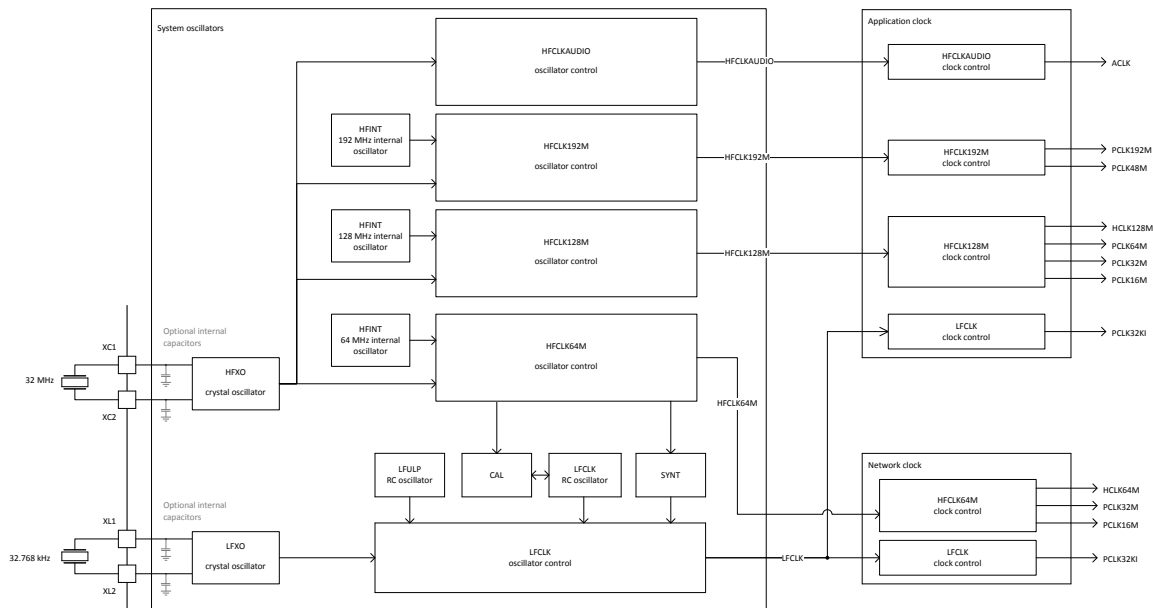 System oscillators
Application clock
HFCLKAUDIO
oscillator control
HFCLKAUDIO
HFCLKAUDIO
clock control
ACLK
HFINT
192 MHz internal
oscillator
HFCLK192M
oscillator control
HFCLK192M
HFCLK192M
clock control
PCLK192M
PCLK48M
HFINT
128 MHz internal
oscillator
HFCLK128M
oscillator control
HFCLK128M
HFCLK128M
clock control
HCLK128M
PCLK64M
PCLK32M
PCLK16M
HFINT
64 MHz internal
oscillator
HFCLK64M
oscillator control
HFCLK64M
LFCLK
clock control
PCLK32KI
Optional internal
capacitors
XC1
32 MHz
XC2
HFXO
crystal oscillator
LFULP
RC oscillator
CAL
LFCLK
RC oscillator
SYNT
Network clock
HFCLK64M
clock control
HCLK64M
PCLK32M
PCLK16M
Optional internal
capacitors
XL1
32.768 kHz
XL2
LFXO
crystal oscillator
LFCLK
oscillator control
LFCLK
LFCLK
clock control
PCLK32KI